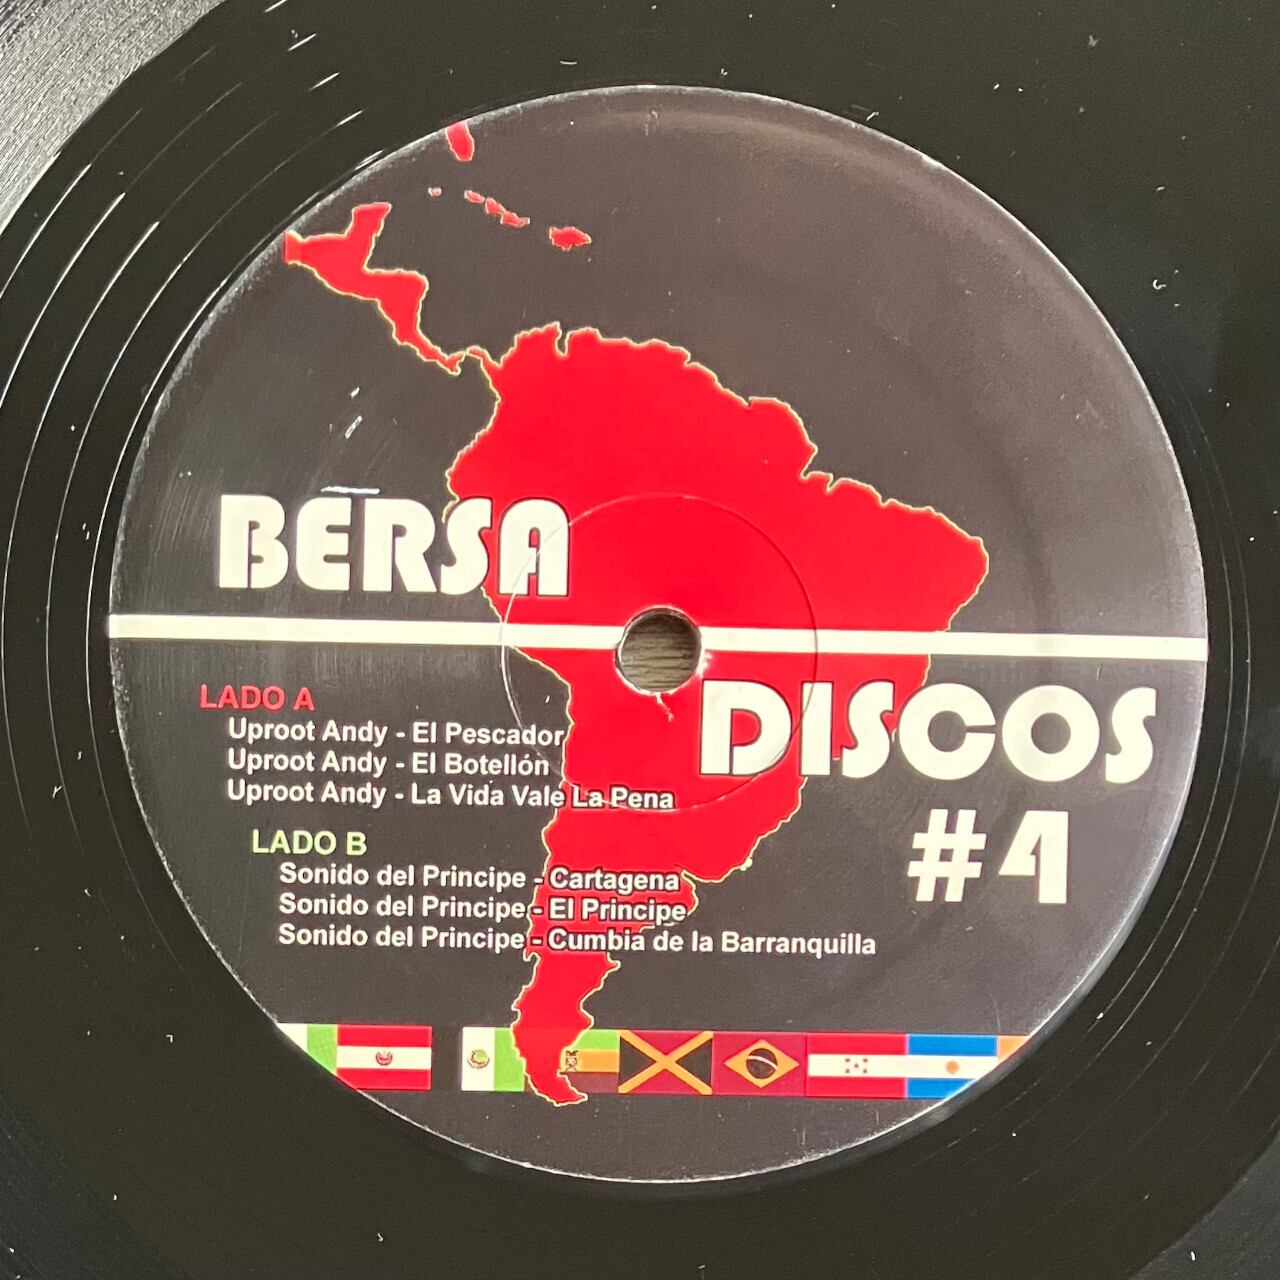 BERSA
DISCOS
#4
LADO A
Uproot Andy - El Pescador
Uproot Andy - El Botellón
Uproot Andy - La Vida Vale La Pena
LADO B
Sonido del Principe - Cartagena
Sonido del Principe - El Principe
Sonido del Principe - Cumbia de la Barranquilla